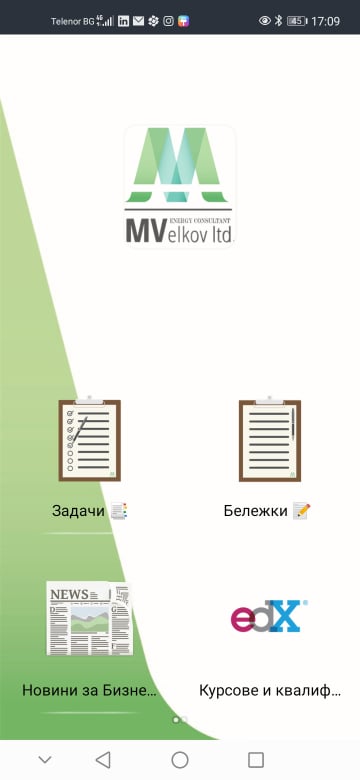 Telenor BG 4G 45 17:09
ENERGY CONSULTANT
MVelkov ltd.
Задачи
Бележки
NEWS
edX
Новини за Бизне...
Курсове и квалиф...